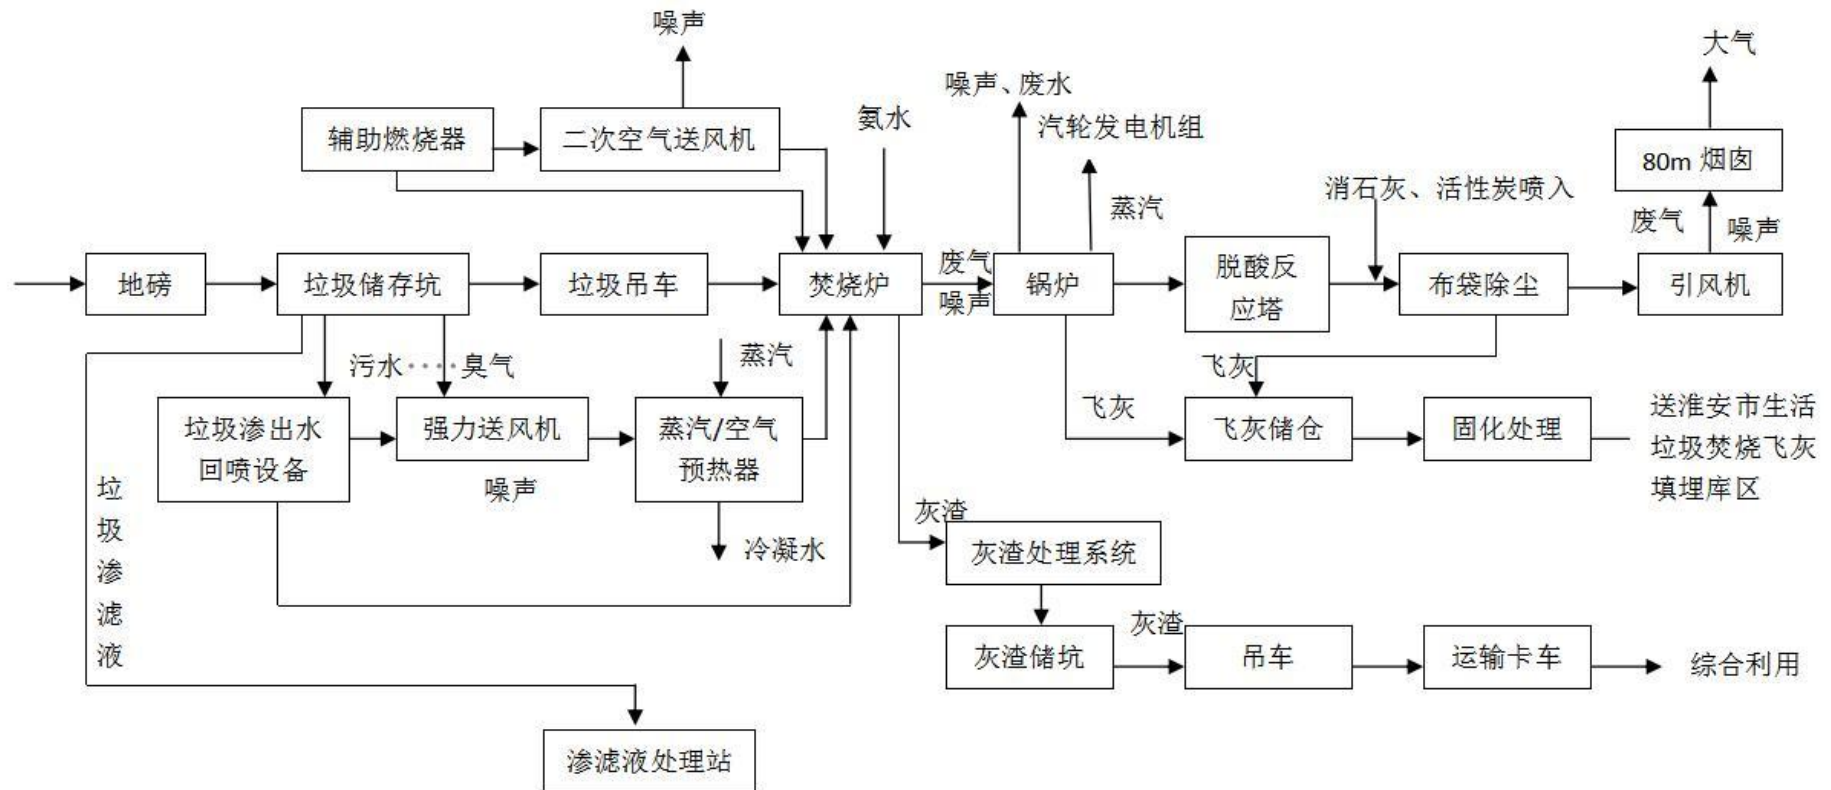 噪声
大气
噪声、废水
辅助燃烧器
二次空气送风机
氨水
汽轮发电机组
80m 烟囱
消石灰、活性炭喷入
蒸汽
废气
噪声
地磅
垃圾储存坑
垃圾吊车
焚烧炉
废气
噪声
锅炉
脱酸反
应塔
布袋除尘
引风机
污水····臭气
蒸汽
飞灰
飞灰
垃圾渗出水
回喷设备
强力送风机
噪声
蒸汽/空气
预热器
飞灰储仓
固化处理
送淮安市生活
垃圾焚烧飞灰
填埋库区
垃
圾
渗
滤
液
冷凝水
灰渣
灰渣处理系统
灰渣储坑
灰渣
吊车
运输卡车
综合利用
渗滤液处理站